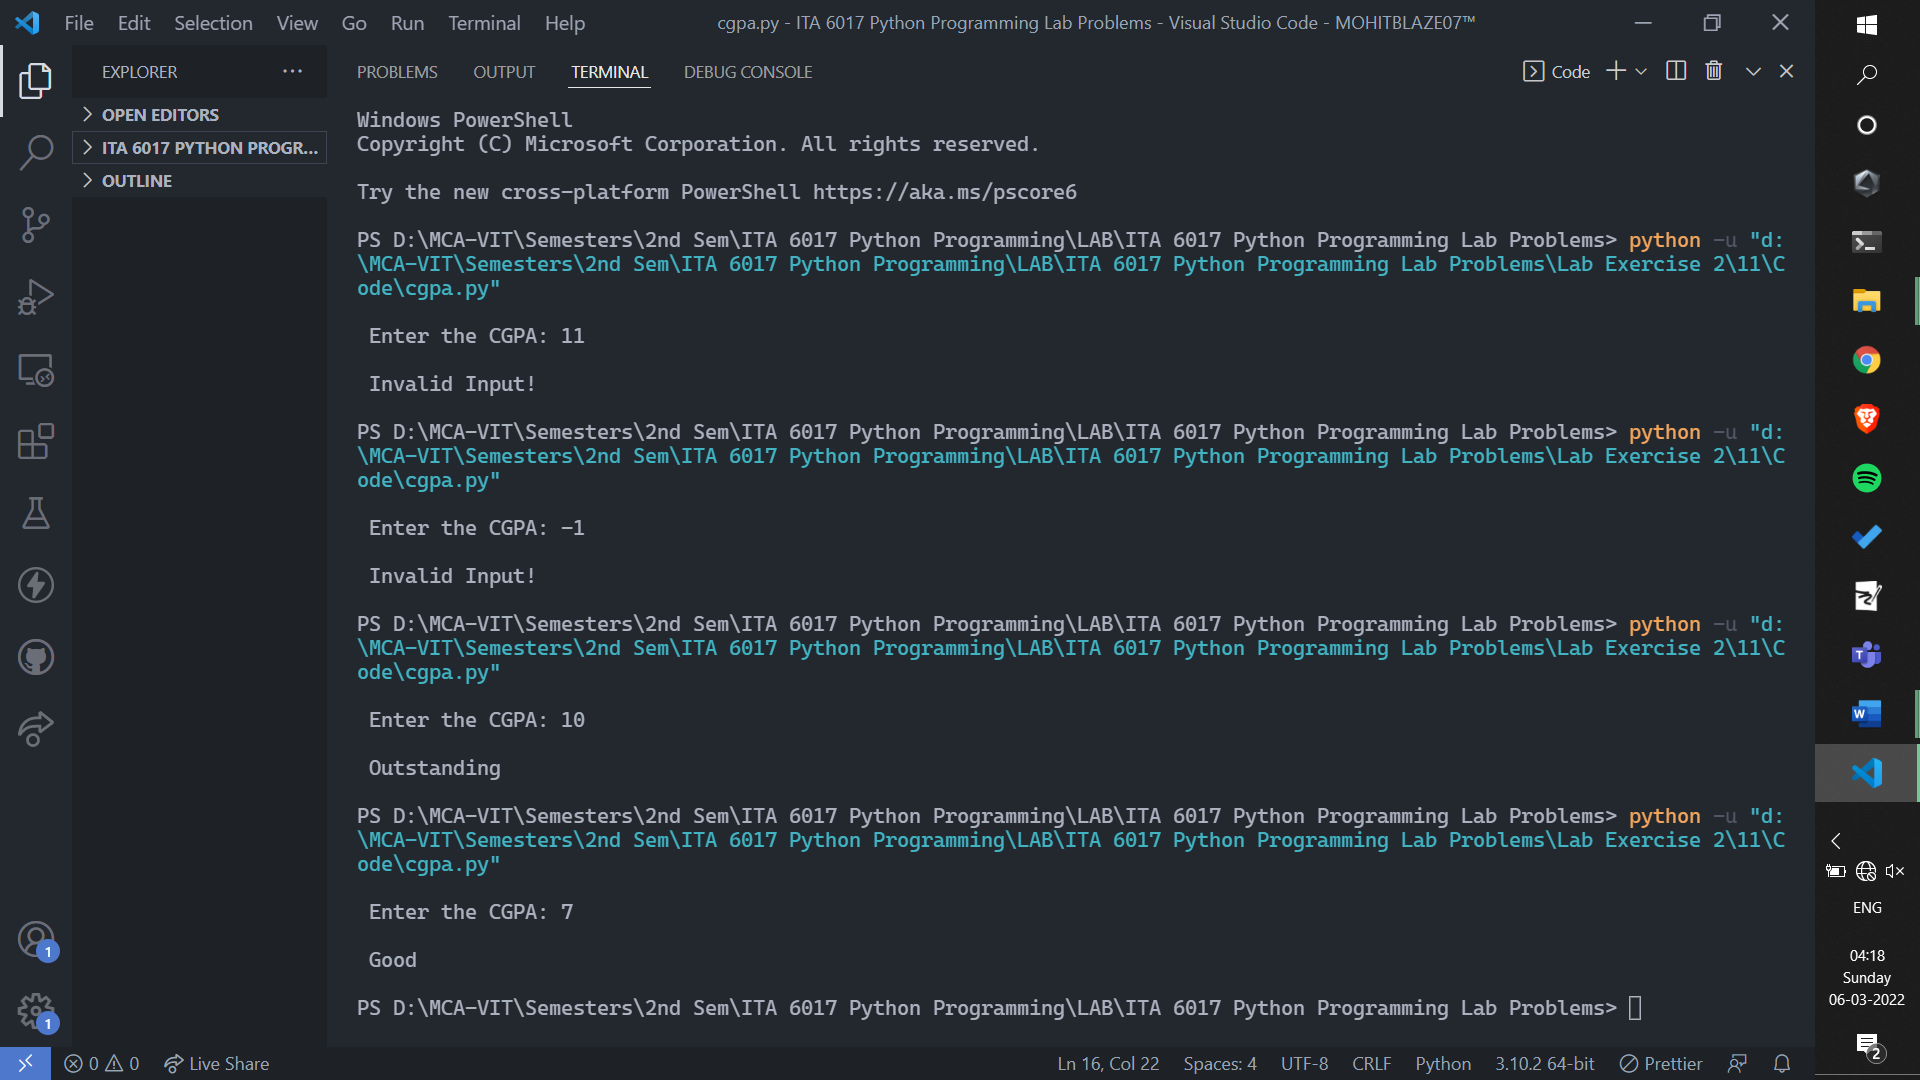 File Edit Selection View Go Run Terminal Help
cgpa.py - ITA 6017 Python Programming Lab Problems - Visual Studio Code - MOHITBLAZE07™
EXPLORER
OPEN EDITORS
ITA 6017 PYTHON PROGR...
OUTLINE
PROBLEMS OUTPUT TERMINAL DEBUG CONSOLE
Code
Windows PowerShell
Copyright (C) Microsoft Corporation. All rights reserved.
Try the new cross-platform PowerShell https://aka.ms/pscore6
PS D:\MCA-VIT\Semesters\2nd Sem\ITA 6017 Python Programming\LAB\ITA 6017 Python Programming Lab Problems> python -u "d:
\MCA-VIT\Semesters\2nd Sem\ITA 6017 Python Programming\LAB\ITA 6017 Python Programming Lab Problems\Lab Exercise 2\11\C
ode\cgpa.py"
Enter the CGPA: 11
Invalid Input!
PS D:\MCA-VIT\Semesters\2nd Sem\ITA 6017 Python Programming\LAB\ITA 6017 Python Programming Lab Problems> python -u "d:
\MCA-VIT\Semesters\2nd Sem\ITA 6017 Python Programming\LAB\ITA 6017 Python Programming Lab Problems\Lab Exercise 2\11\C
ode\cgpa.py"
Enter the CGPA: -1
Invalid Input!
PS D:\MCA-VIT\Semesters\2nd Sem\ITA 6017 Python Programming\LAB\ITA 6017 Python Programming Lab Problems> python -u "d:
\MCA-VIT\Semesters\2nd Sem\ITA 6017 Python Programming\LAB\ITA 6017 Python Programming Lab Problems\Lab Exercise 2\11\C
ode\cgpa.py"
Enter the CGPA: 10
Outstanding
PS D:\MCA-VIT\Semesters\2nd Sem\ITA 6017 Python Programming\LAB\ITA 6017 Python Programming Lab Problems> python -u "d:
\MCA-VIT\Semesters\2nd Sem\ITA 6017 Python Programming\LAB\ITA 6017 Python Programming Lab Problems\Lab Exercise 2\11\C
ode\cgpa.py"
Enter the CGPA: 7
Good
PS D:\MCA-VIT\Semesters\2nd Sem\ITA 6017 Python Programming\LAB\ITA 6017 Python Programming Lab Problems>
1
1
0 0 Live Share
Ln 16, Col 22 Spaces: 4 UTF-8 CRLF Python 3.10.2 64-bit Prettier
ENG
04:18
Sunday
06-03-2022
2